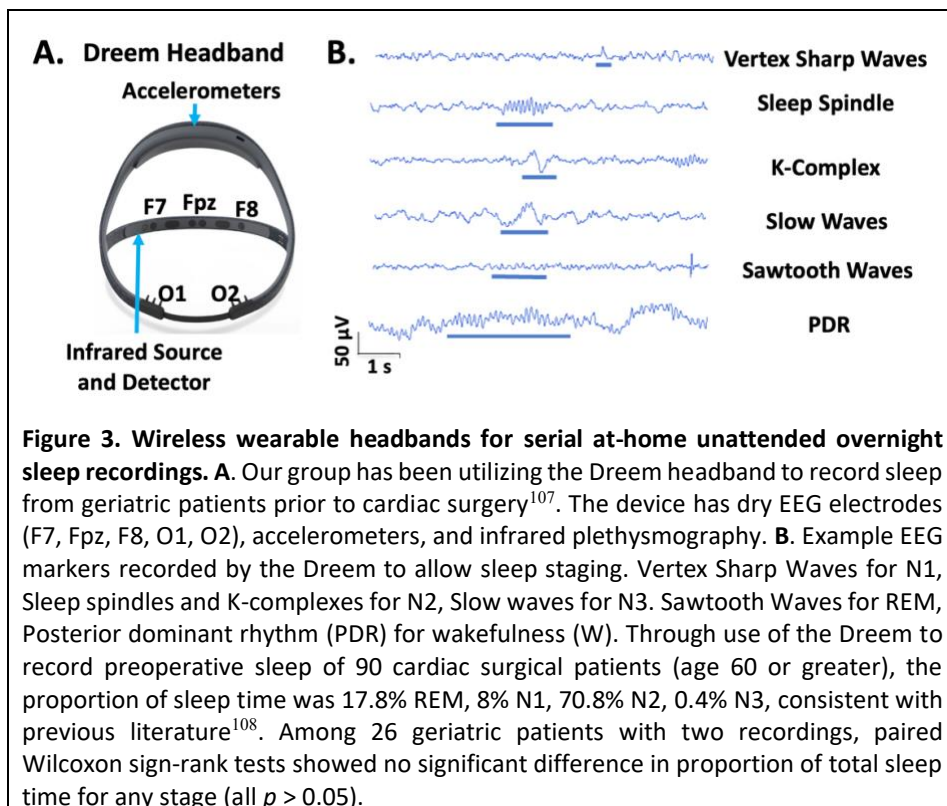 A. Dreem Headband
Accelerometers
F7 Fpz F8
O1 O2
Infrared Source
and Detector
B.
Vertex Sharp Waves
Sleep Spindle
K-Complex
Slow Waves
Sawtooth Waves
PDR
50 µV
1 s
Figure 3. Wireless wearable headbands for serial at-home unattended overnight
sleep recordings. A. Our group has been utilizing the Dreem headband to record sleep
from geriatric patients prior to cardiac surgery107. The device has dry EEG electrodes
(F7, Fpz, F8, O1, O2), accelerometers, and infrared plethysmography. B. Example EEG
markers recorded by the Dreem to allow sleep staging. Vertex Sharp Waves for N1,
Sleep spindles and K-complexes for N2, Slow waves for N3. Sawtooth Waves for REM,
Posterior dominant rhythm (PDR) for wakefulness (W). Through use of the Dreem to
record preoperative sleep of 90 cardiac surgical patients (age 60 or greater), the
proportion of sleep time was 17.8% REM, 8% N1, 70.8% N2, 0.4% N3, consistent with
previous literature108. Among 26 geriatric patients with two recordings, paired
Wilcoxon sign-rank tests showed no significant difference in proportion of total sleep
time for any stage (all p > 0.05).